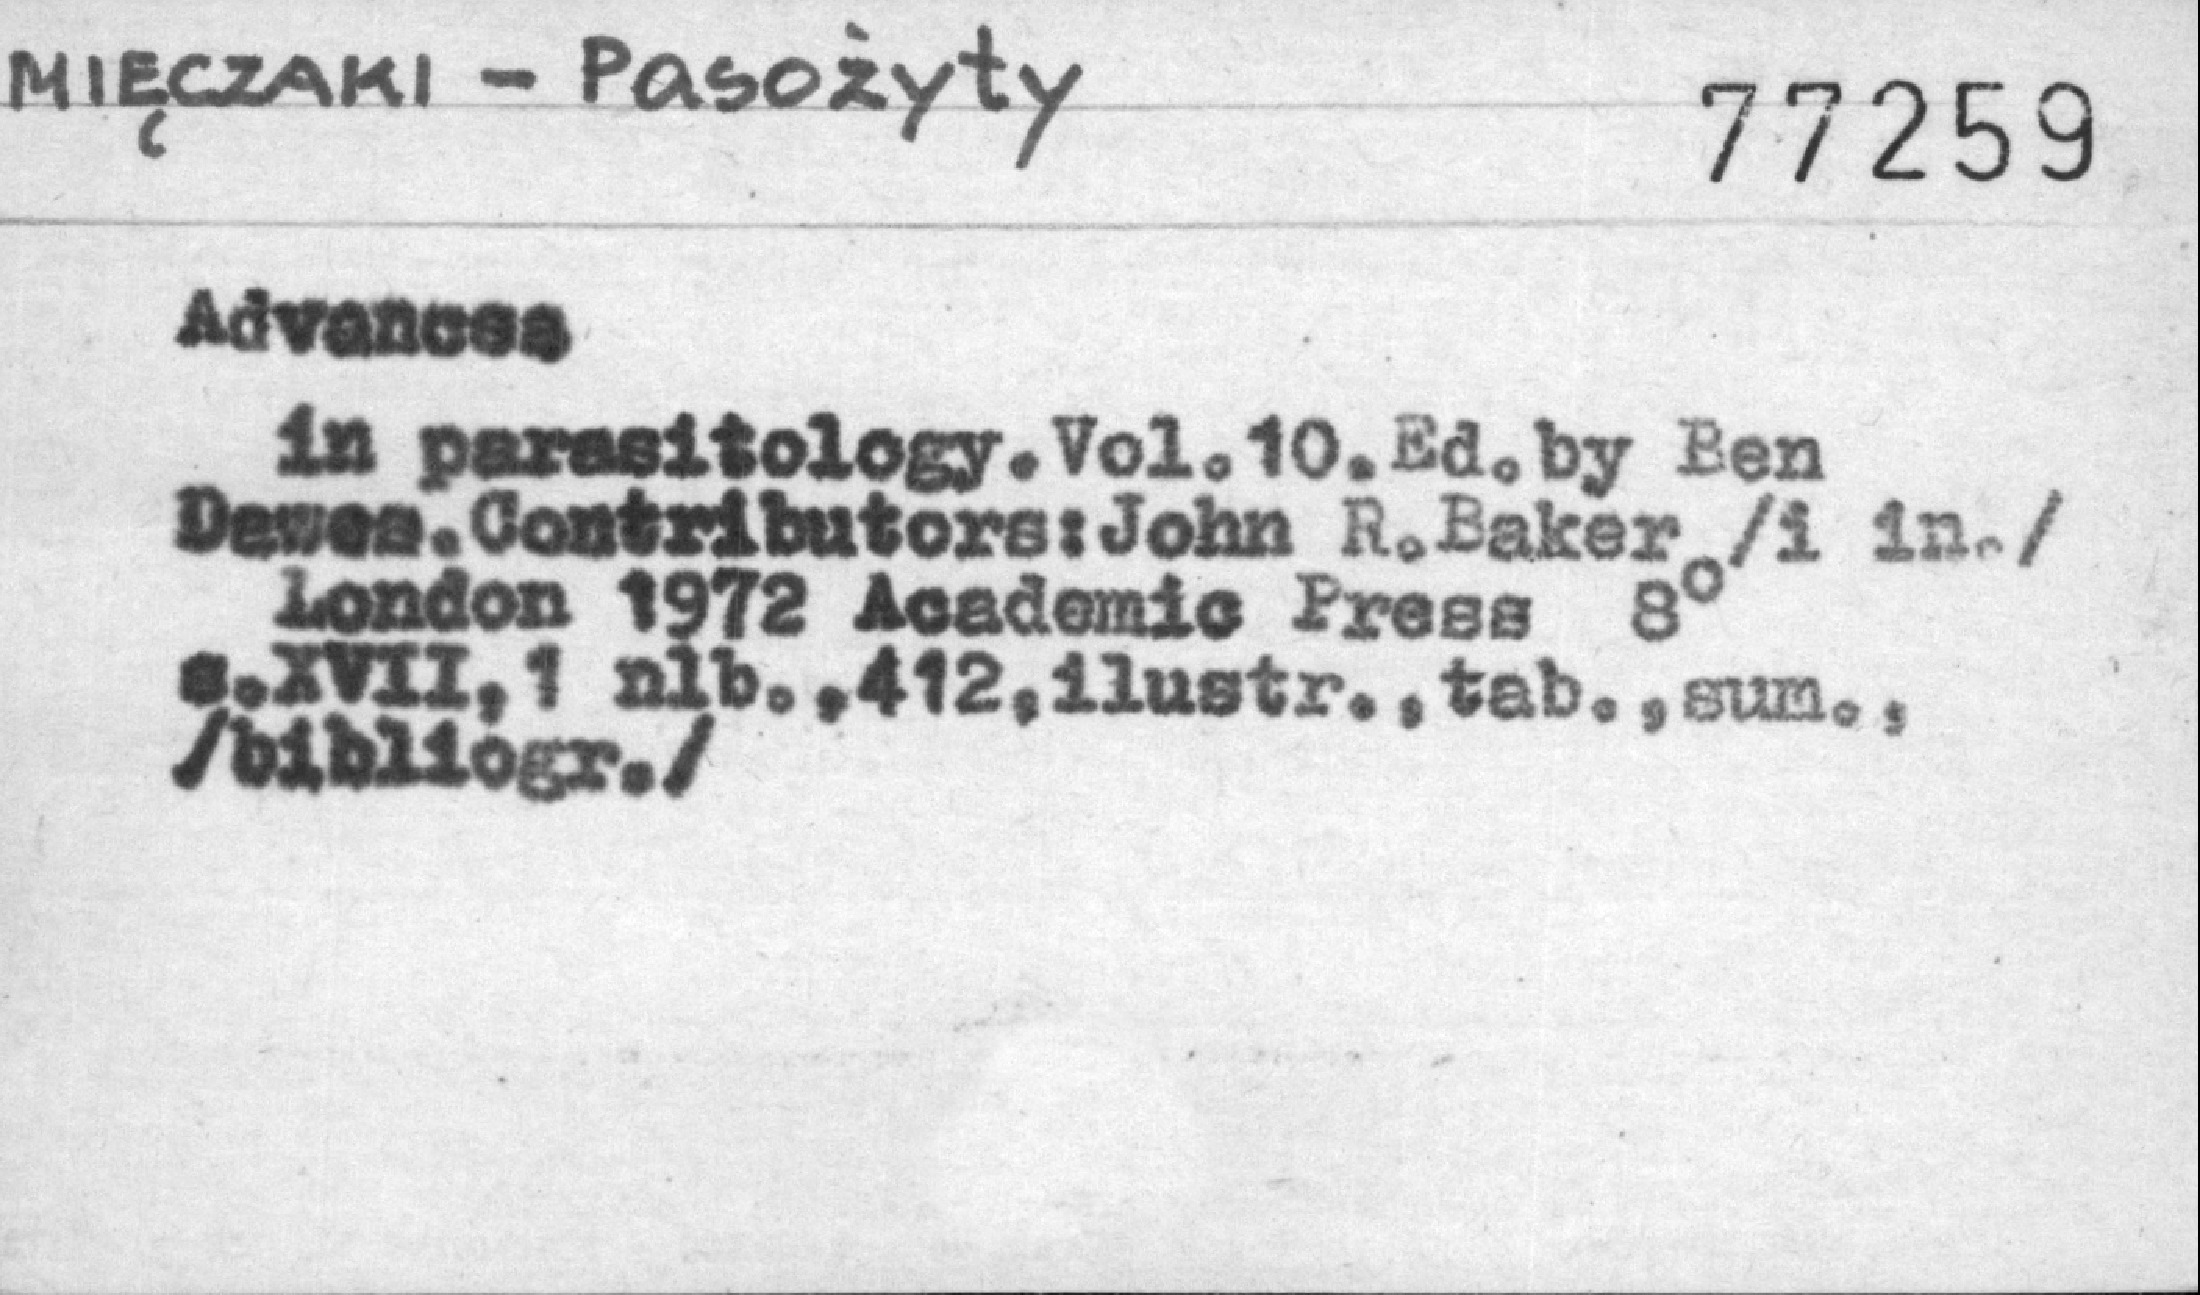 MIĘCZAKI - Pasożyty
77259
Advances
in parasitology.Vol.10.Ed.by Ben
Dawes.Contributors:John R.Baker /i in./
London 1972 Academic Press 8°
s.XVII,1 nlb.,412,ilustr.,tab.,sum.,
/bibliogr./